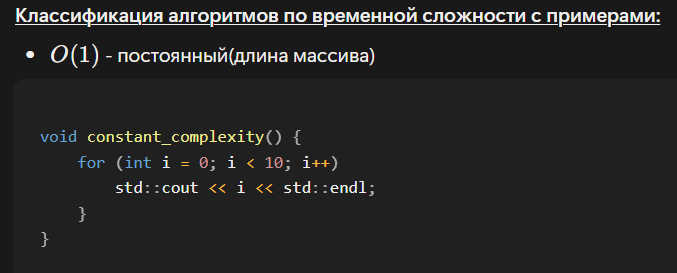 Классификация алгоритмов по временной сложности с примерами:
• O(1) - постоянный(длина массива)
void constant_complexity() {
    for (int i = 0; i < 10; i++)
        std::cout << i << std::endl;
    }
}